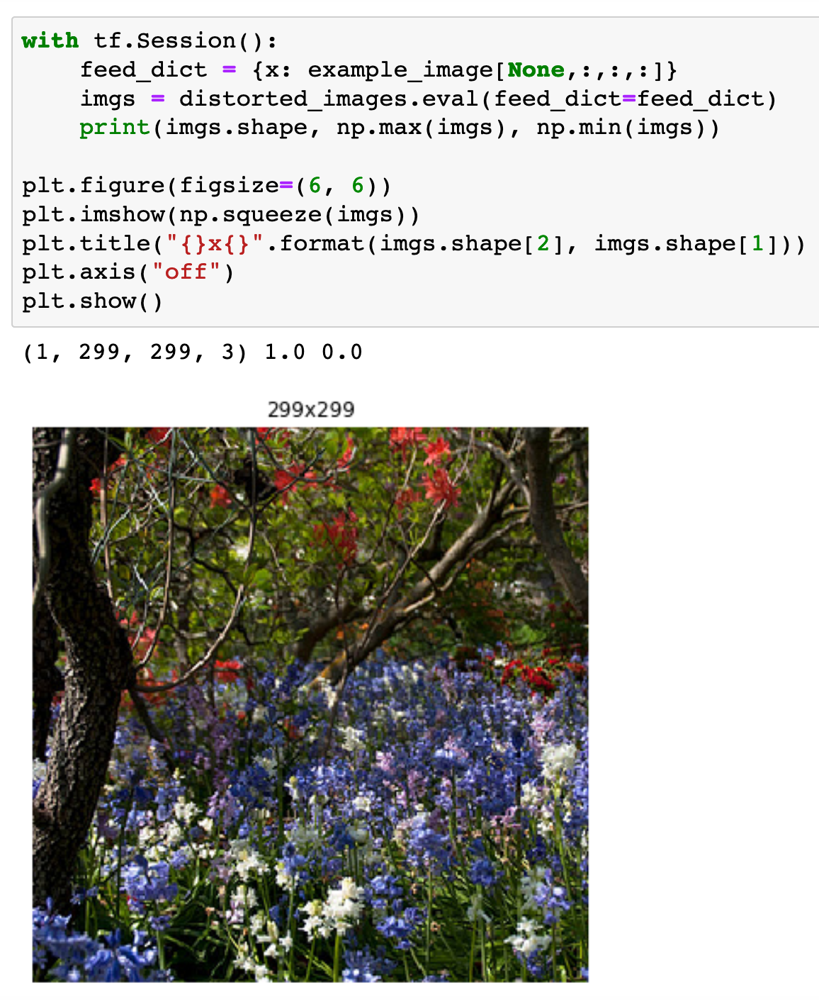 with tf.Session():
    feed_dict = {x: example_image[None,:,:,:]}
    imgs = distorted_images.eval(feed_dict=feed_dict)
    print(imgs.shape, np.max(imgs), np.min(imgs))

plt.figure(figsize=(6, 6))
plt.imshow(np.squeeze(imgs))
plt.title("{}x{}".format(imgs.shape[2], imgs.shape[1]))
plt.axis("off")
plt.show()
(1, 299, 299, 3) 1.0 0.0
299x299